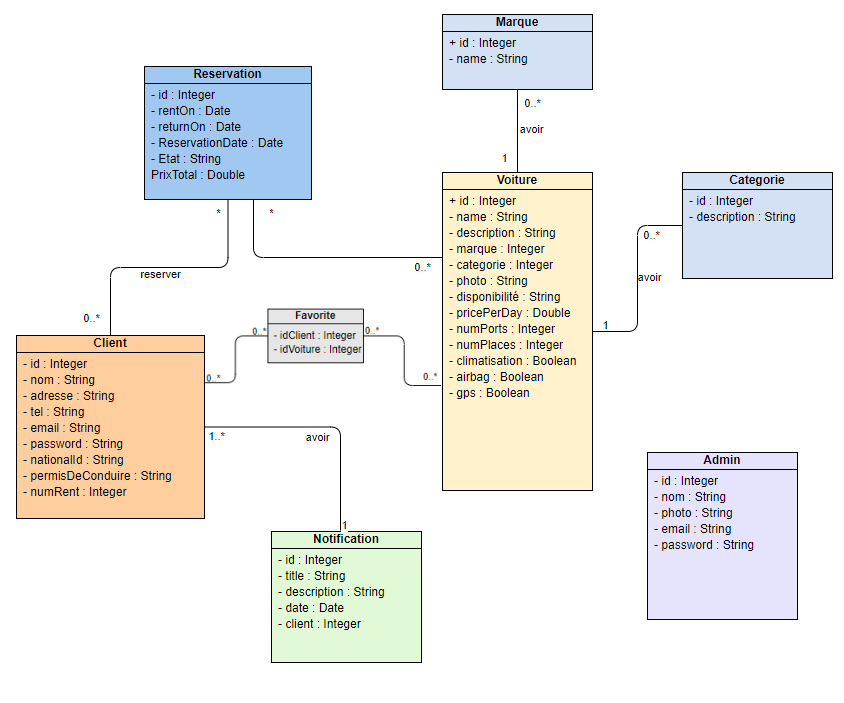 Marque
+ id : Integer
- name : String
0..*
avoir
1
Reservation
- id : Integer
- rentOn : Date
- returnOn : Date
- ReservationDate : Date
- Etat : String
PrixTotal : Double
*
*
reserver
0..*
0..*
Voiture
+ id : Integer
- name : String
- description : String
- marque : Integer
- categorie : Integer
- photo : String
- disponibilité : String
- pricePerDay : Double
- numPorts : Integer
- numPlaces : Integer
- climatisation : Boolean
- airbag : Boolean
- gps : Boolean
Categorie
- id : Integer
- description : String
0..*
avoir
1
Favorite
- idClient : Integer
- idVoiture : Integer
0..*
0..*
0..*
0..*
Client
- id : Integer
- nom : String
- adresse : String
- tel : String
- email : String
- password : String
- nationalId : String
- permisDeConduire : String
- numRent : Integer
1..*
avoir
1
Notification
- id : Integer
- title : String
- description : String
- date : Date
- client : Integer
Admin
- id : Integer
- nom : String
- photo : String
- email : String
- password : String